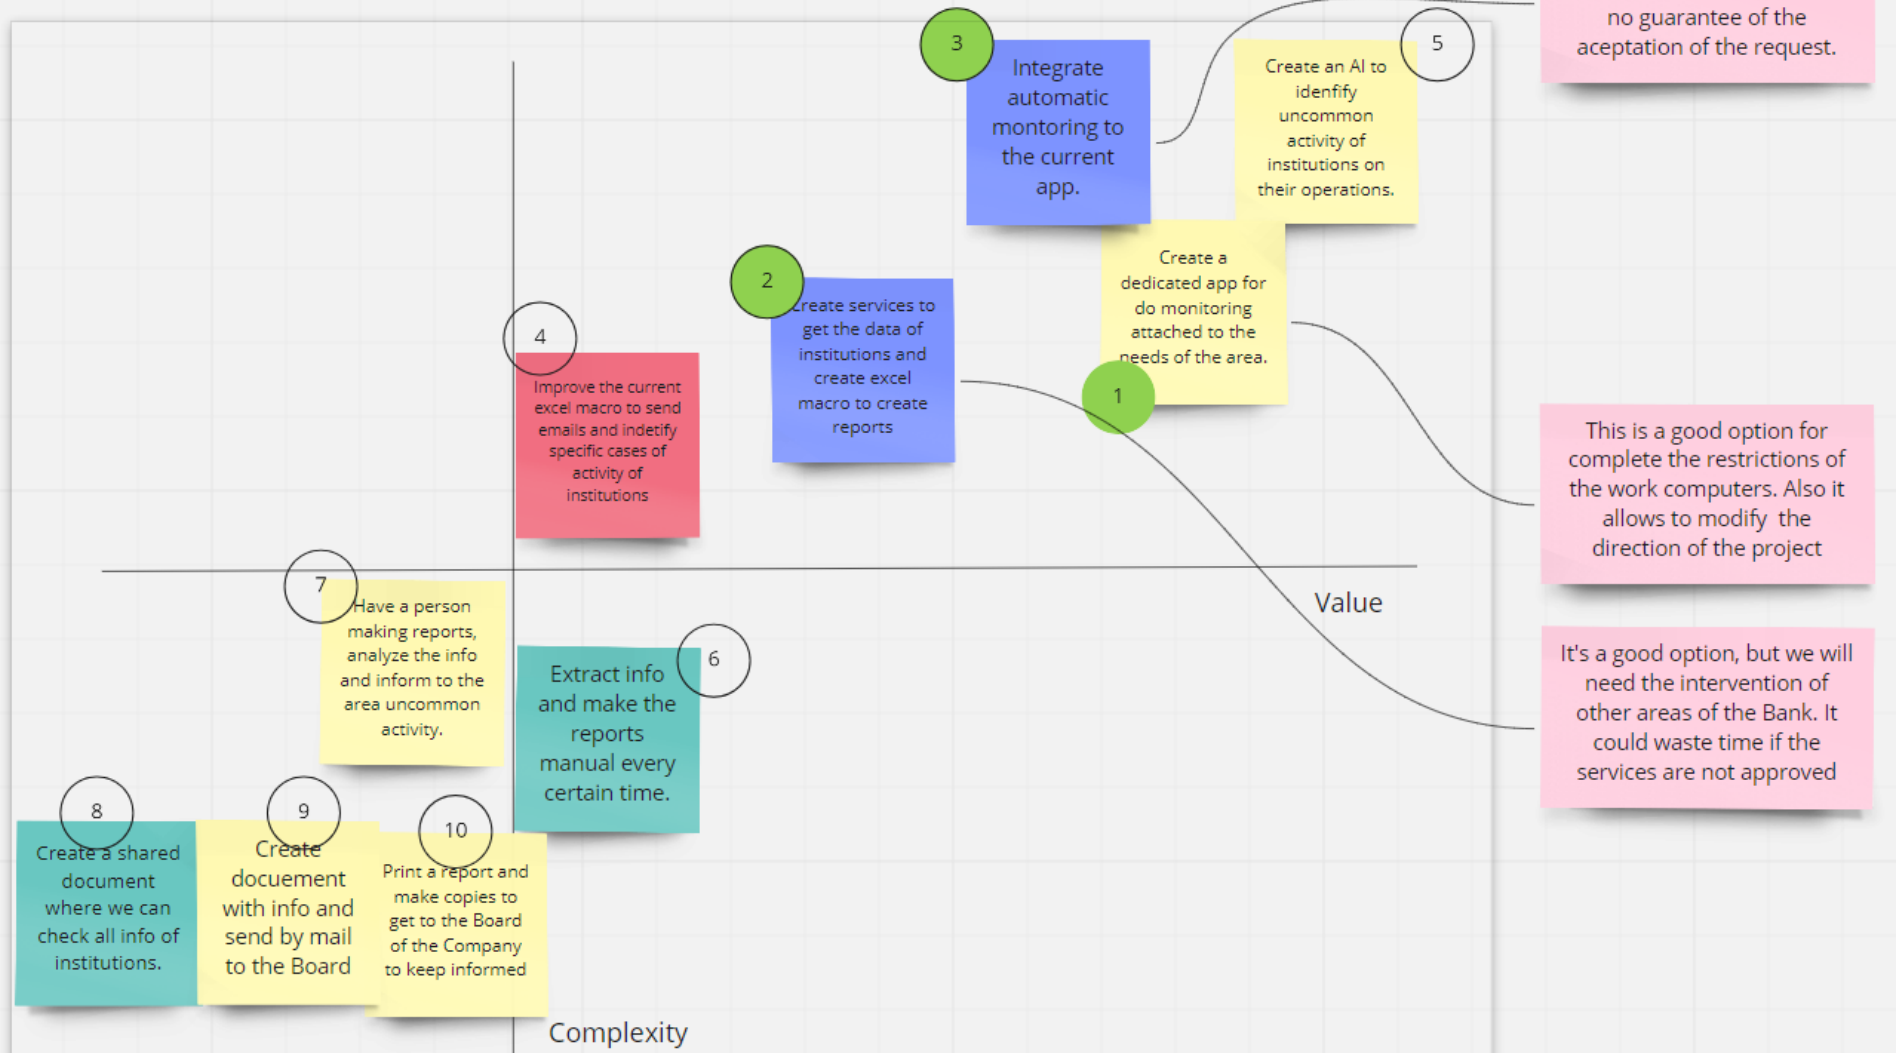 no guarantee of the
aceptation of the request.
3
Integrate
automatic
montoring to
the current
app.
5
Create an AI to
idenfify
uncommon
activity of
institutions on
their operations.
Create a
dedicated app for
do monitoring
attached to the
needs of the area.
1
2
Create services to
get the data of
institutions and
create excel
macro to create
reports
4
Improve the current
excel macro to send
emails and indetify
specific cases of
activity of
institutions
This is a good option for
complete the restrictions of
the work computers. Also it
allows to modify the
direction of the project
Value
7
Have a person
making reports,
analyze the info
and inform to the
area uncommon
activity.
6
Extract info
and make the
reports
manual every
certain time.
It's a good option, but we will
need the intervention of
other areas of the Bank. It
could waste time if the
services are not approved
8
Create a shared
document
where we can
check all info of
institutions.
9
Create
docuement
with info and
send by mail
to the Board
10
Print a report and
make copies to
get to the Board
of the Company
to keep informed
Complexity